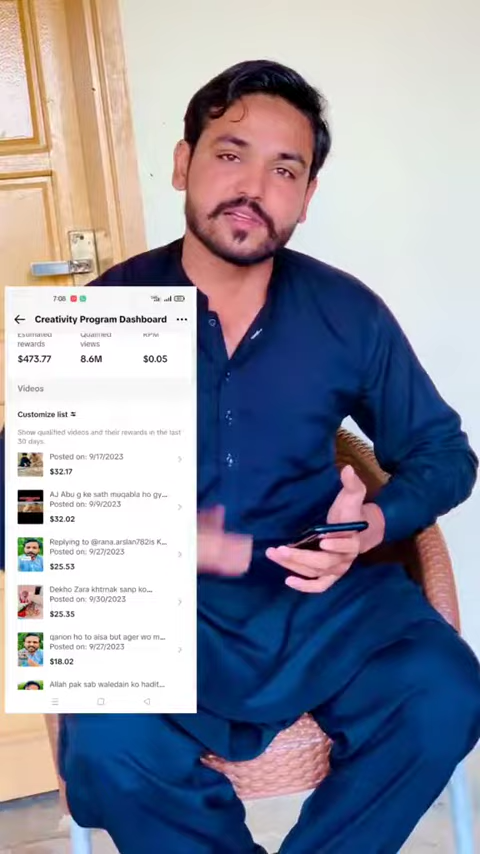 7:08
Creativity Program Dashboard
Estimated Qualified RPM
rewards views
$473.77 8.6M $0.05
Videos
Customize list
Show qualified videos and their rewards in the last
30 days.
Posted on: 9/17/2023
$32.17
AJ Abu g ke sath muqabla ho gy...
Posted on: 9/9/2023
$32.02
Replying to @rana.arslan782is K...
Posted on: 9/27/2023
$25.53
Dekho Zara khtrnak sanp ko...
Posted on: 9/30/2023
$25.35
qanon ho to aisa but ager wo m...
Posted on: 9/27/2023
$18.02
Allah pak sab waledain ko hadit...